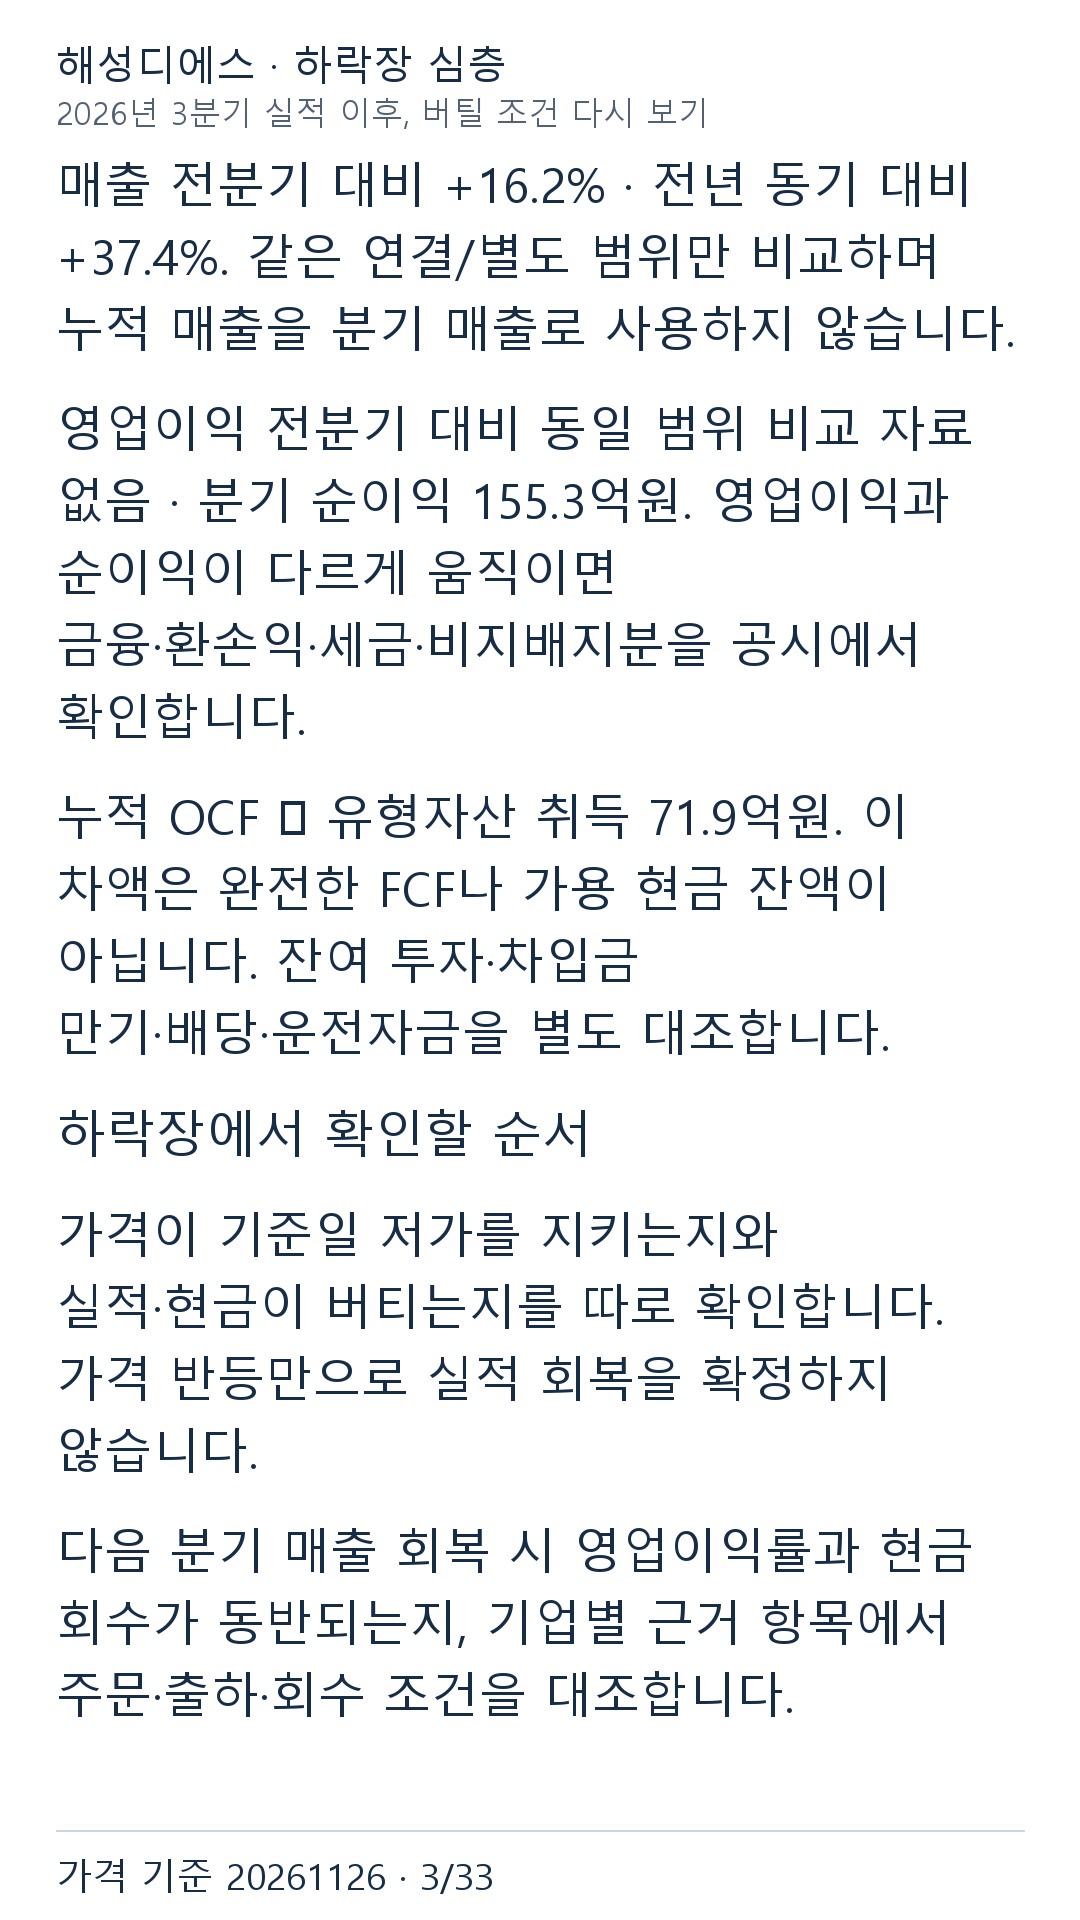 해성디에스 · 하락장 심층
2026년 3분기 실적 이후, 버틸 조건 다시 보기
매출 전분기 대비 +16.2% · 전년 동기 대비
+37.4%. 같은 연결/별도 범위만 비교하며
누적 매출을 분기 매출로 사용하지 않습니다.
영업이익 전분기 대비 동일 범위 비교 자료
없음 · 분기 순이익 155.3억원. 영업이익과
순이익이 다르게 움직이면
금융·환손익·세금·비지배지분을 공시에서
확인합니다.
누적 OCF □ 유형자산 취득 71.9억원. 이
차액은 완전한 FCF나 가용 현금 잔액이
아닙니다. 잔여 투자·차입금
만기·배당·운전자금을 별도 대조합니다.
하락장에서 확인할 순서
가격이 기준일 저가를 지키는지와
실적·현금이 버티는지를 따로 확인합니다.
가격 반등만으로 실적 회복을 확정하지
않습니다.
다음 분기 매출 회복 시 영업이익률과 현금
회수가 동반되는지, 기업별 근거 항목에서
주문·출하·회수 조건을 대조합니다.
가격 기준 20261126 · 3/33